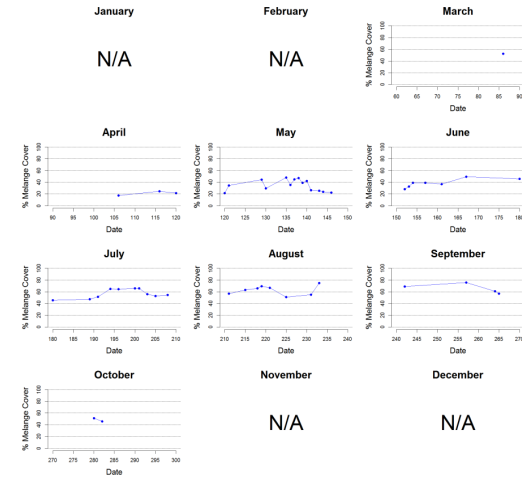 January
February
March
N/A
N/A
% Melange Cover
0 20 40 60 80 100
60 65 70 75 80 85 90
Date
April
May
June
% Melange Cover
0 20 40 60 80 100
90 95 100 105 110 115 120
Date
% Melange Cover
0 20 40 60 80 100
120 125 130 135 140 145 150
Date
% Melange Cover
0 20 40 60 80 100
150 155 160 165 170 175 180
Date
July
August
September
% Melange Cover
0 20 40 60 80 100
180 185 190 195 200 205 210
Date
% Melange Cover
0 20 40 60 80 100
210 215 220 225 230 235 240
Date
% Melange Cover
0 20 40 60 80 100
240 245 250 255 260 265 270
Date
October
November
December
% Melange Cover
0 20 40 60 80 100
270 275 280 285 290 295 300
Date
N/A
N/A